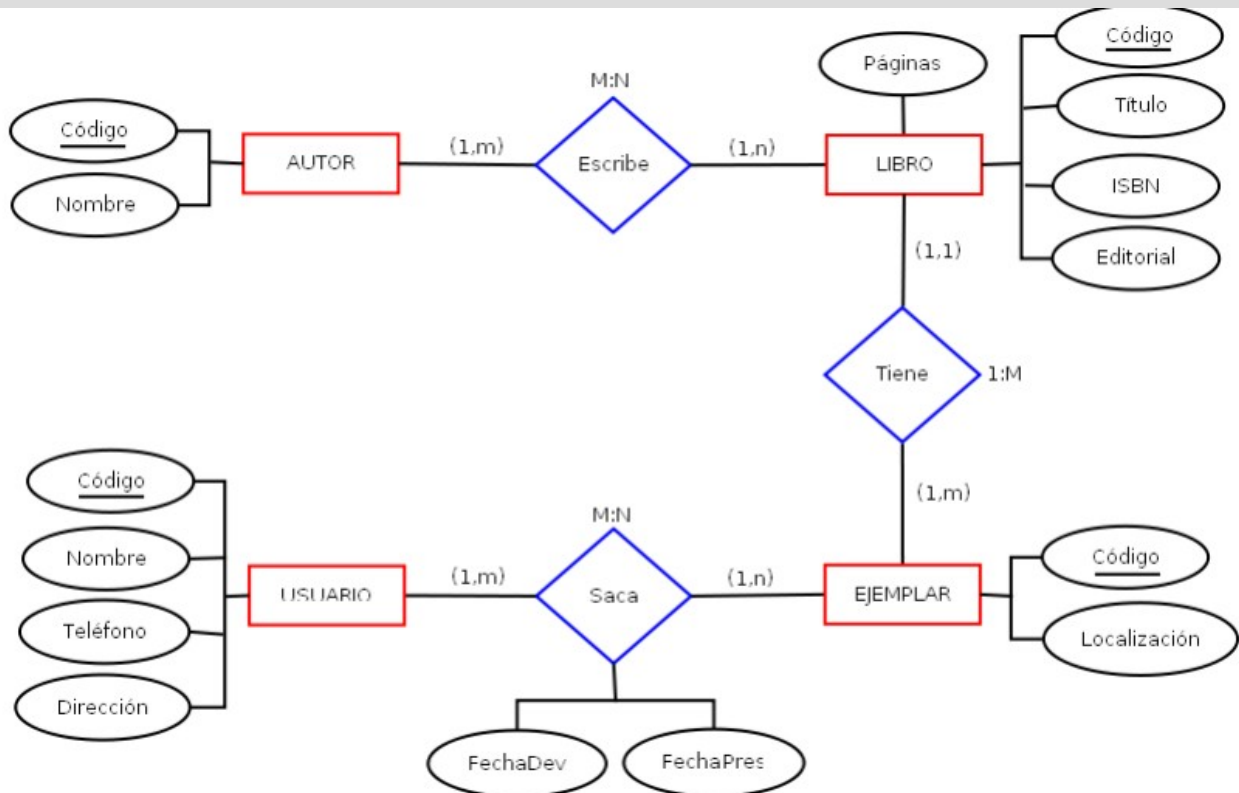 Código
Páginas
M:N
Título
Código
(1,m)
(1,n)
AUTOR
Escribe
LIBRO
ISBN
Nombre
Editorial
(1,1)
Tiene
1:M
Código
(1,m)
M:N
Nombre
Código
(1,m)
(1,n)
USUARIO
Saca
EJEMPLAR
Teléfono
Localización
Dirección
FechaDev
FechaPres